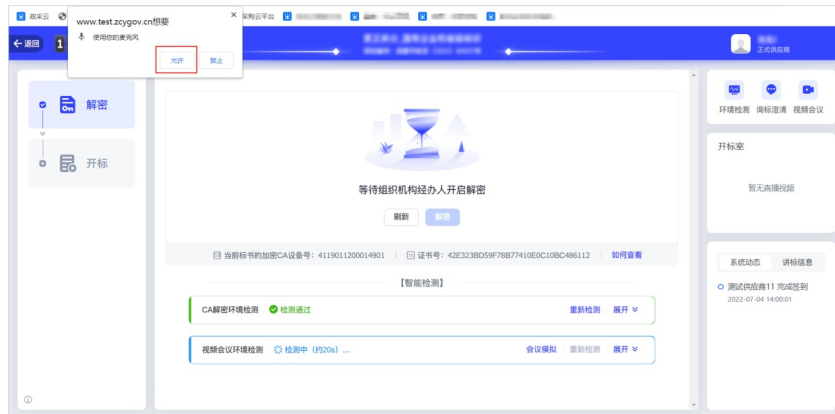 政采云
采购云平台
www.test.zcygov.cn想要
×
使用您的麦克风
允许 禁止
返回 1
正式供应商
解密
开标
等待组织机构经办人开启解密
刷新 解密
当前标书的加密CA设备号：4119011200014901 证书号：42E323BD59F78B77410E0C10BC486112 如何查看
【智能检测】
CA解密环境检测 检测通过 重新检测 展开
视频会议环境检测 检测中（约20s）... 会议模拟 重新检测 展开
环境检测 询标澄清 视频会议
开标室
暂无直播视频
系统动态 讲标信息
测试供应商11 完成签到
2022-07-04 14:00:01